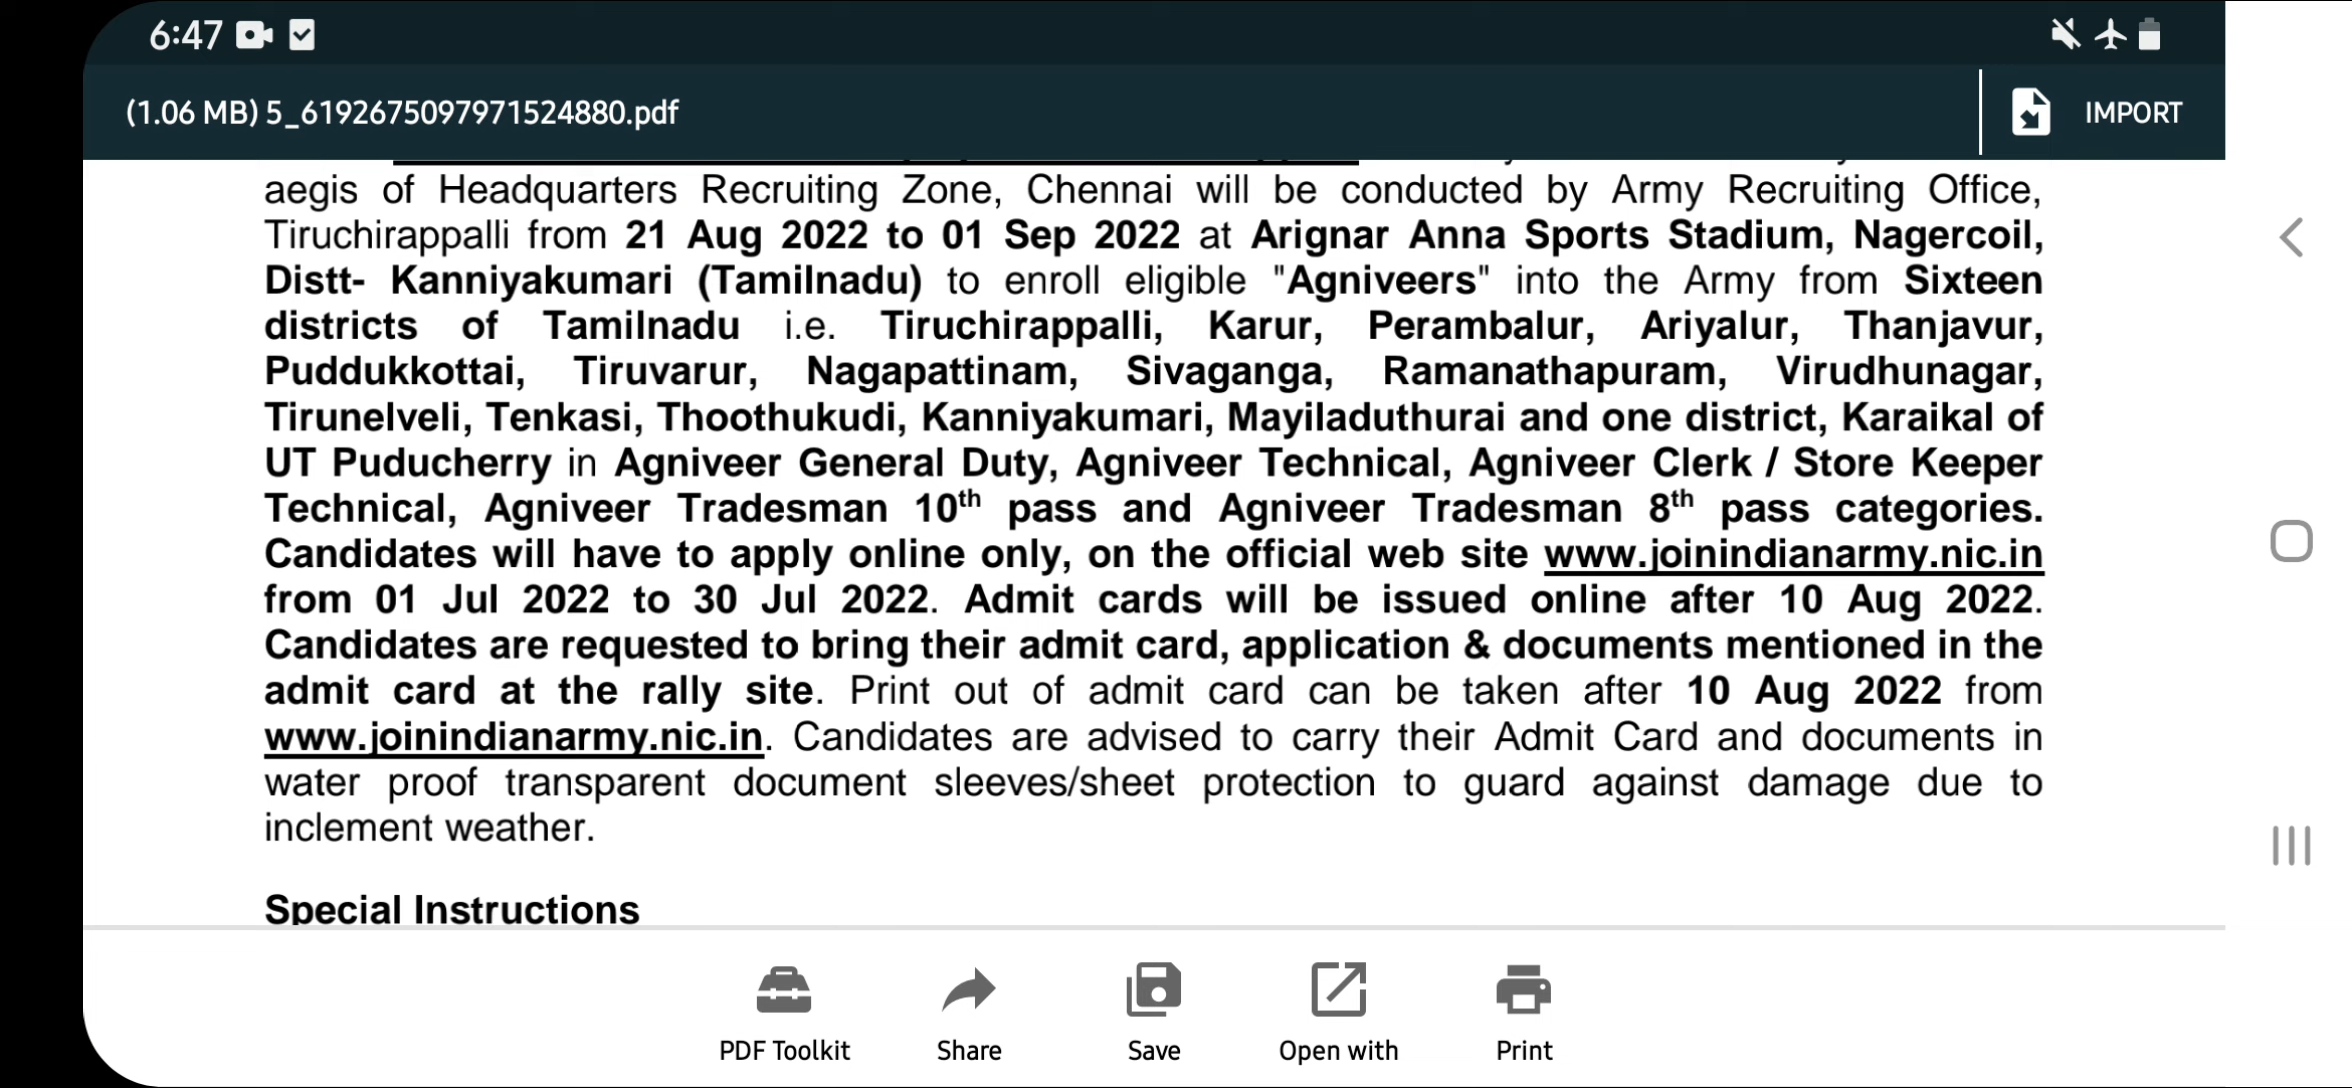 6:47
(1.06 MB) 5_6192675097971524880.pdf
IMPORT
aegis of Headquarters Recruiting Zone, Chennai will be conducted by Army Recruiting Office,
Tiruchirappalli from 21 Aug 2022 to 01 Sep 2022 at Arignar Anna Sports Stadium, Nagercoil,
Distt- Kanniyakumari (Tamilnadu) to enroll eligible "Agniveers" into the Army from Sixteen
districts of Tamilnadu i.e. Tiruchirappalli, Karur, Perambalur, Ariyalur, Thanjavur,
Puddukkottai, Tiruvarur, Nagapattinam, Sivaganga, Ramanathapuram, Virudhunagar,
Tirunelveli, Tenkasi, Thoothukudi, Kanniyakumari, Mayiladuthurai and one district, Karaikal of
UT Puducherry in Agniveer General Duty, Agniveer Technical, Agniveer Clerk / Store Keeper
Technical, Agniveer Tradesman 10th pass and Agniveer Tradesman 8th pass categories.
Candidates will have to apply online only, on the official web site www.joinindianarmy.nic.in
from 01 Jul 2022 to 30 Jul 2022. Admit cards will be issued online after 10 Aug 2022.
Candidates are requested to bring their admit card, application & documents mentioned in the
admit card at the rally site. Print out of admit card can be taken after 10 Aug 2022 from
www.joinindianarmy.nic.in. Candidates are advised to carry their Admit Card and documents in
water proof transparent document sleeves/sheet protection to guard against damage due to
inclement weather.
Special Instructions
PDF Toolkit
Share
Save
Open with
Print